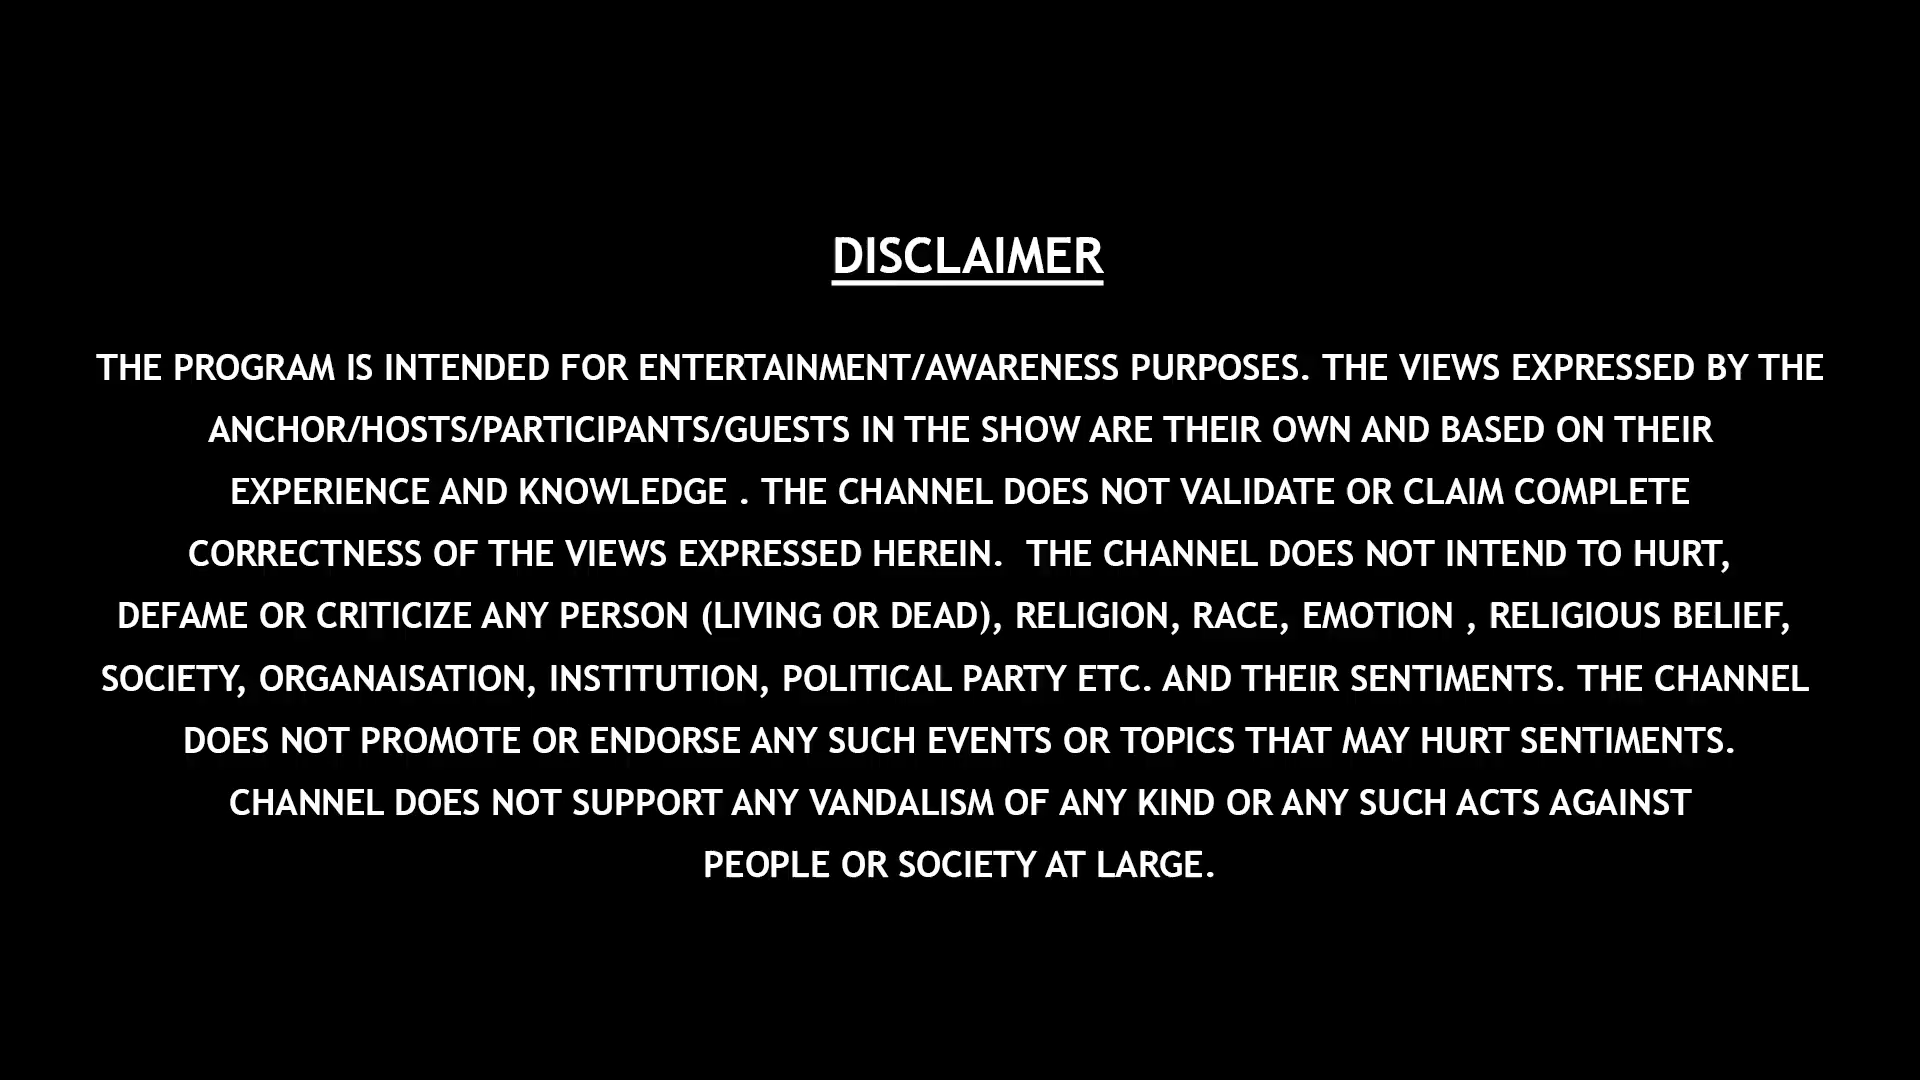 DISCLAIMER
THE PROGRAM IS INTENDED FOR ENTERTAINMENT/AWARENESS PURPOSES. THE VIEWS EXPRESSED BY THE
ANCHOR/HOSTS/PARTICIPANTS/GUESTS IN THE SHOW ARE THEIR OWN AND BASED ON THEIR
EXPERIENCE AND KNOWLEDGE . THE CHANNEL DOES NOT VALIDATE OR CLAIM COMPLETE
CORRECTNESS OF THE VIEWS EXPRESSED HEREIN.  THE CHANNEL DOES NOT INTEND TO HURT,
DEFAME OR CRITICIZE ANY PERSON (LIVING OR DEAD), RELIGION, RACE, EMOTION , RELIGIOUS BELIEF,
SOCIETY, ORGANAISATION, INSTITUTION, POLITICAL PARTY ETC. AND THEIR SENTIMENTS. THE CHANNEL
DOES NOT PROMOTE OR ENDORSE ANY SUCH EVENTS OR TOPICS THAT MAY HURT SENTIMENTS.
CHANNEL DOES NOT SUPPORT ANY VANDALISM OF ANY KIND OR ANY SUCH ACTS AGAINST
PEOPLE OR SOCIETY AT LARGE.